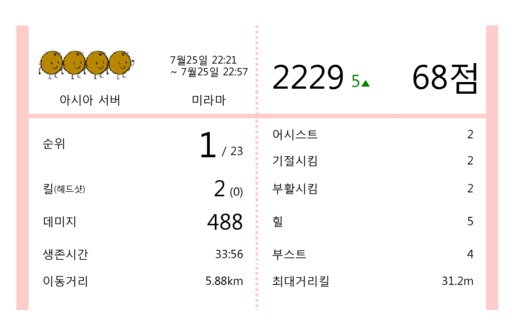 7월25일 22:21
~ 7월25일 22:57
아시아 서버
미라마
2229 5▲
68점
순위 1 / 23
킬(헤드샷) 2 (0)
데미지 488
생존시간 33:56
이동거리 5.88km
어시스트 2
기절시킴 2
부활시킴 2
힐 5
부스트 4
최대거리킬 31.2m